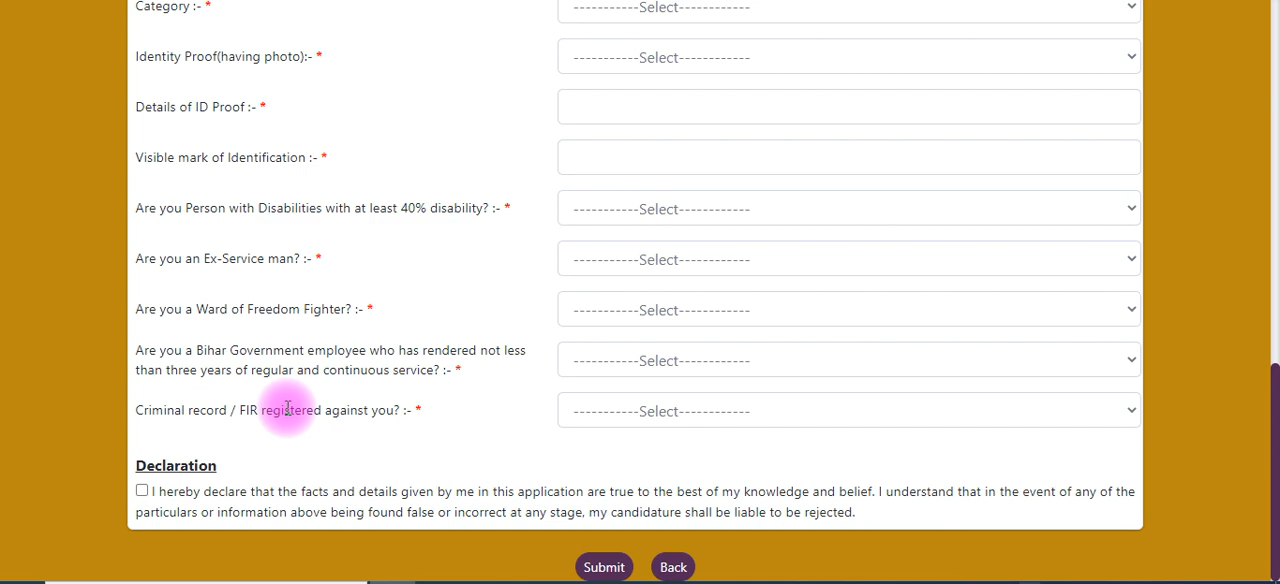 Category :- *
-----------Select------------
Identity Proof(having photo):- *
-----------Select------------
Details of ID Proof :- *
Visible mark of Identification :- *
Are you Person with Disabilities with at least 40% disability? :- *
-----------Select------------
Are you an Ex-Service man? :- *
-----------Select------------
Are you a Ward of Freedom Fighter? :- *
-----------Select------------
Are you a Bihar Government employee who has rendered not less
than three years of regular and continuous service? :- *
-----------Select------------
Criminal record / FIR registered against you? :- *
-----------Select------------
Declaration
I hereby declare that the facts and details given by me in this application are true to the best of my knowledge and belief. I understand that in the event of any of the
particulars or information above being found false or incorrect at any stage, my candidature shall be liable to be rejected.
Submit Back